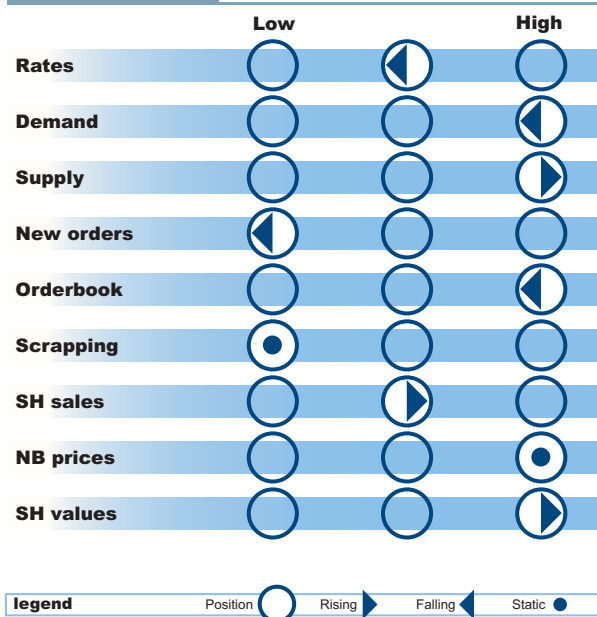 Low High
Rates
Demand
Supply
New orders
Orderbook
Scrapping
SH sales
NB prices
SH values
legend Position Rising Falling Static